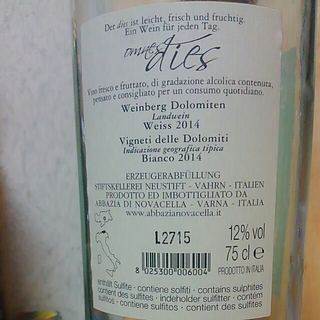 Der dies ist leicht, frisch und fruchtig.
Ein Wein für jeden Tag.
omnes
dies
Vino fresco e fruttato, di gradazione alcolica contenuta,
pensato e consigliato per un consumo quotidiano.
Weinberg Dolomiten
Landwein
Weiss 2014
Vigneti delle Dolomiti
Indicazione geografica tipica
Bianco 2014
ERZEUGERABFÜLLUNG
STIFTSKELLEREI NEUSTIFT - VAHRN - ITALIEN
PRODOTTO ED IMBOTTIGLIATO DA
ABBAZIA DI NOVACELLA - VARNA - ITALIA
www.abbazianovacella.it
L2715
12% vol
75 cl e
8 025300 006004
PRODOTTO IN ITALIA
enthält Sulfite - contiene solfiti - contains sulphites
contient des sulfites - indeholder sulfitter - contém
sulfitos - contiene sulfitos - contient des sulfites